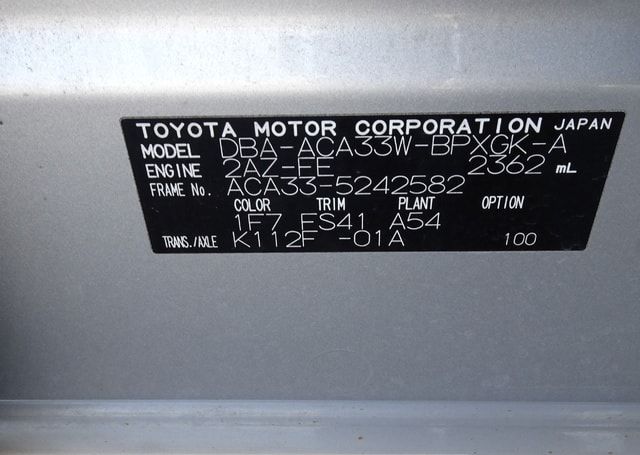 TOYOTA MOTOR CORPORATION JAPAN
MODEL DBA-ACA33W-BPXGK-A
ENGINE 2AZ-FE 2362 mL
FRAME No. ACA33-5242582
COLOR TRIM PLANT OPTION
1F7 FS41 A54
TRANS./AXLE K112F -01A 100